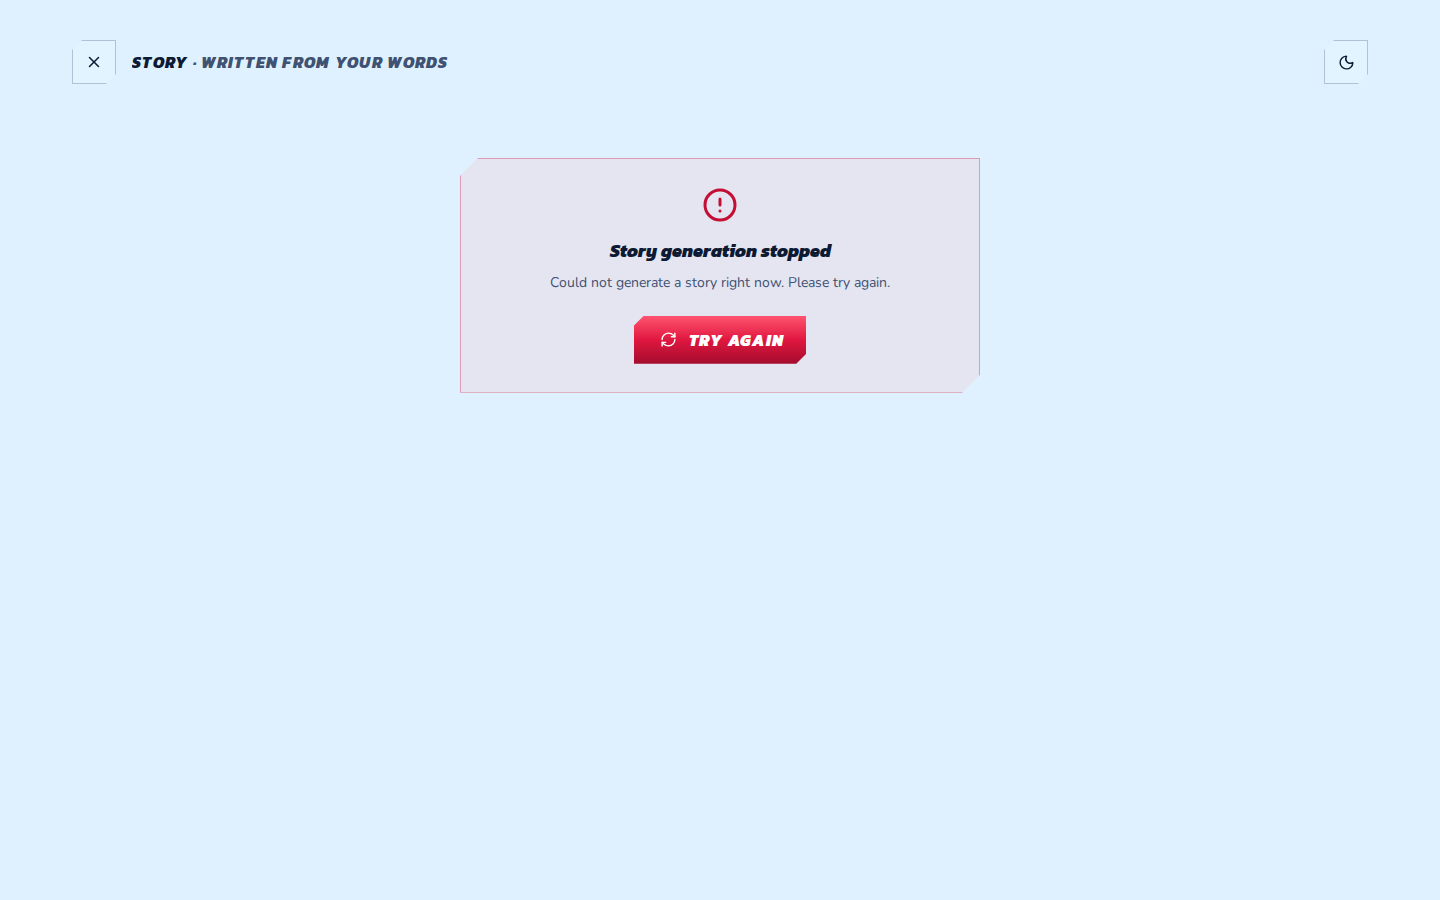 STORY · WRITTEN FROM YOUR WORDS
Story generation stopped
Could not generate a story right now. Please try again.
TRY AGAIN